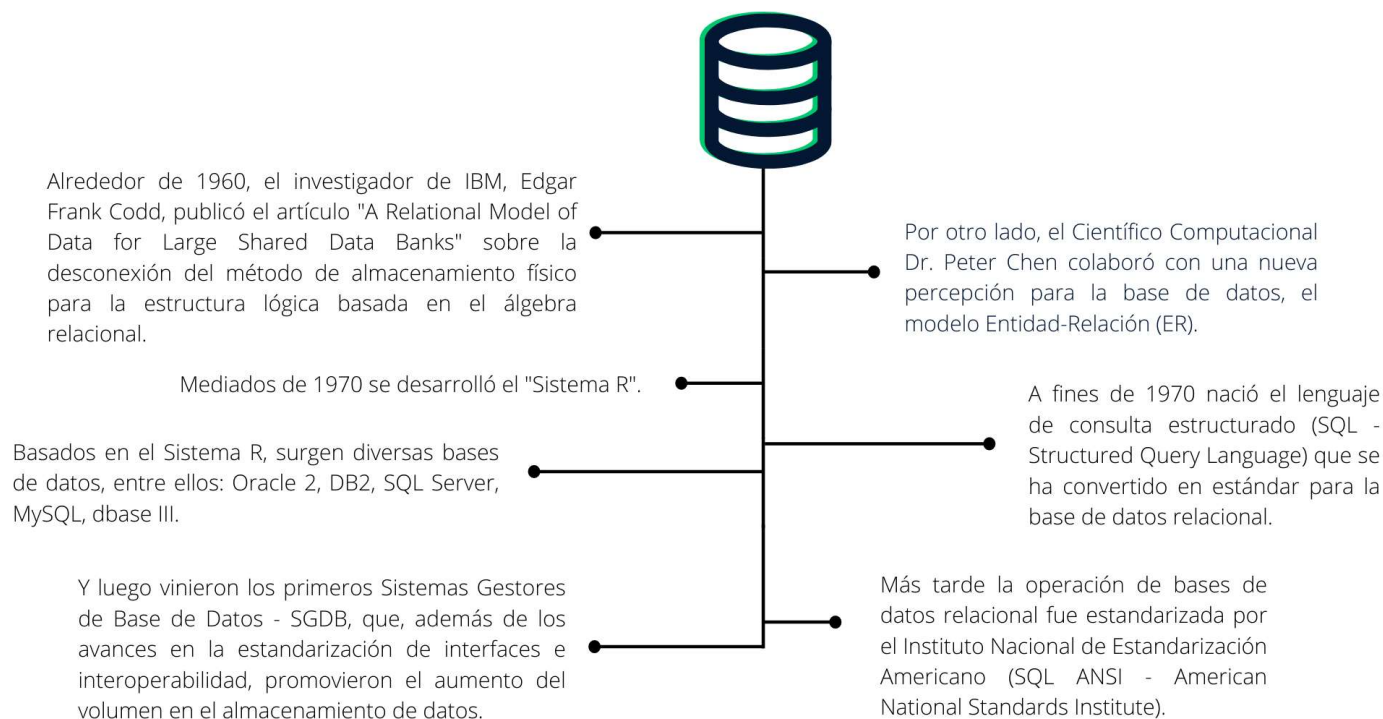 Alrededor de 1960, el investigador de IBM, Edgar
Frank Codd, publicó el artículo "A Relational Model of
Data for Large Shared Data Banks" sobre la
desconexión del método de almacenamiento físico
para la estructura lógica basada en el álgebra
relacional.
Por otro lado, el Científico Computacional
Dr. Peter Chen colaboró con una nueva
percepción para la base de datos, el
modelo Entidad-Relación (ER).
Mediados de 1970 se desarrolló el "Sistema R".
A fines de 1970 nació el lenguaje
de consulta estructurado (SQL -
Structured Query Language) que se
ha convertido en estándar para la
base de datos relacional.
Basados en el Sistema R, surgen diversas bases
de datos, entre ellos: Oracle 2, DB2, SQL Server,
MySQL, dbase III.
Más tarde la operación de bases de
datos relacional fue estandarizada por
el Instituto Nacional de Estandarización
Americano (SQL ANSI - American
National Standards Institute).
Y luego vinieron los primeros Sistemas Gestores
de Base de Datos - SGDB, que, además de los
avances en la estandarización de interfaces e
interoperabilidad, promovieron el aumento del
volumen en el almacenamiento de datos.